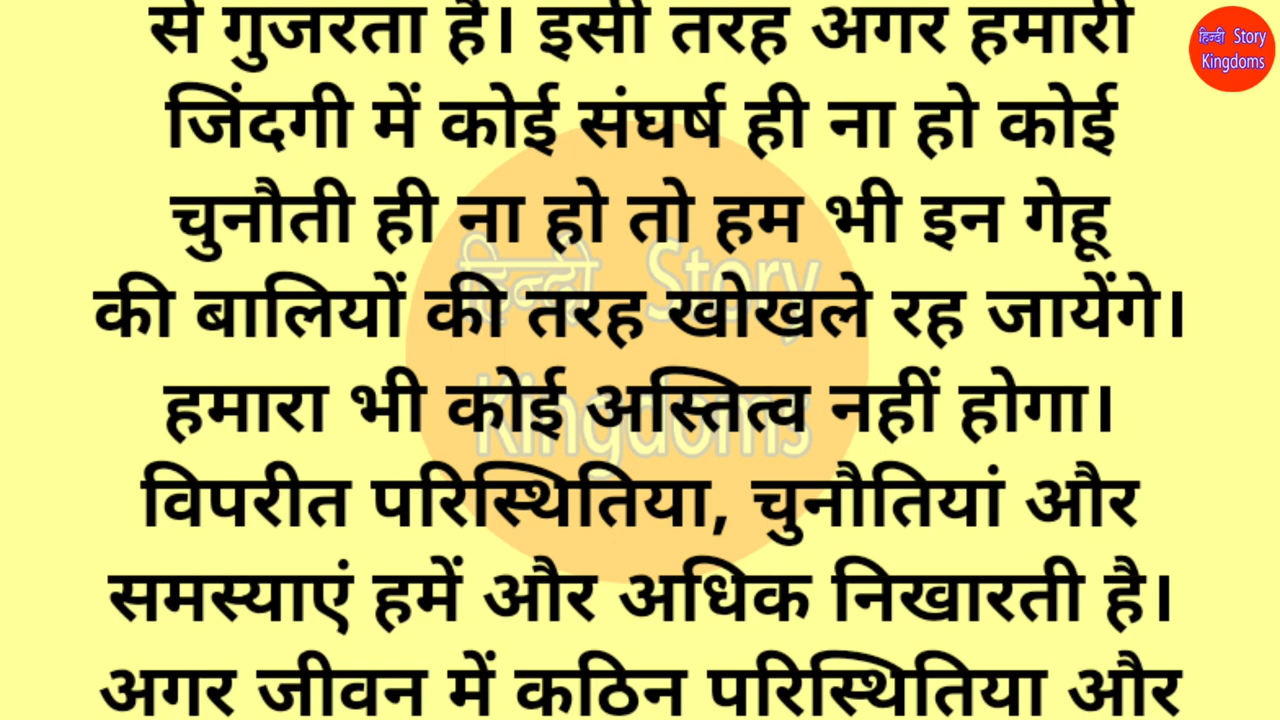 से गुजरता है। इसी तरह अगर हमारी
हिन्दी Story
Kingdoms
जिंदगी में कोई संघर्ष ही ना हो कोई
चुनौती ही ना हो तो हम भी इन गेहू
की बालियों की तरह खोखले रह जायेंगे।
हमारा भी कोई अस्तित्व नहीं होगा।
विपरीत परिस्थितिया, चुनौतियां और
समस्याएं हमें और अधिक निखारती है।
अगर जीवन में कठिन परिस्थितिया और
हिन्दी Story
Kingdoms